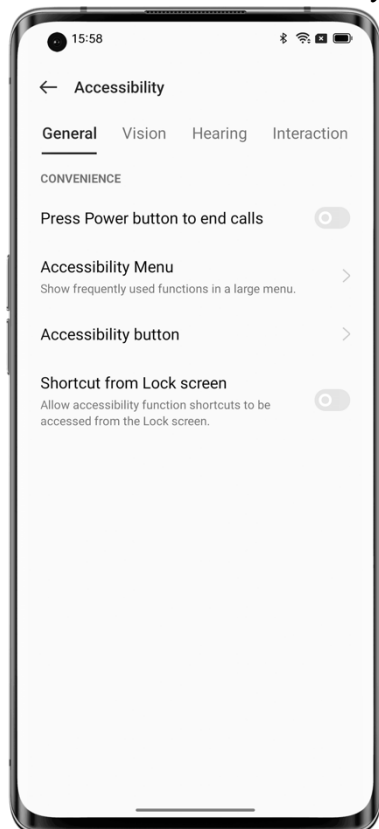 15:58
Accessibility
General Vision Hearing Interaction
CONVENIENCE
Press Power button to end calls
Accessibility Menu
Show frequently used functions in a large menu.
Accessibility button
Shortcut from Lock screen
Allow accessibility function shortcuts to be
accessed from the Lock screen.